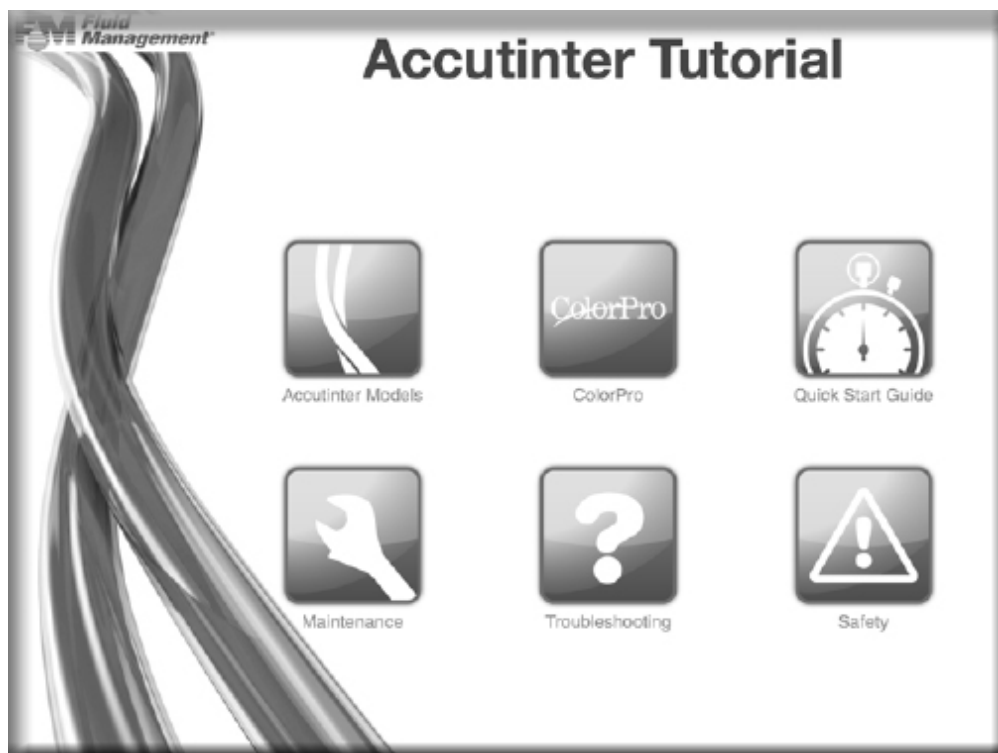 Fluid
Management
Accutinter Tutorial
ColorPro
Accutinter Models
ColorPro
Quick Start Guide
Maintenance
Troubleshooting
Safety